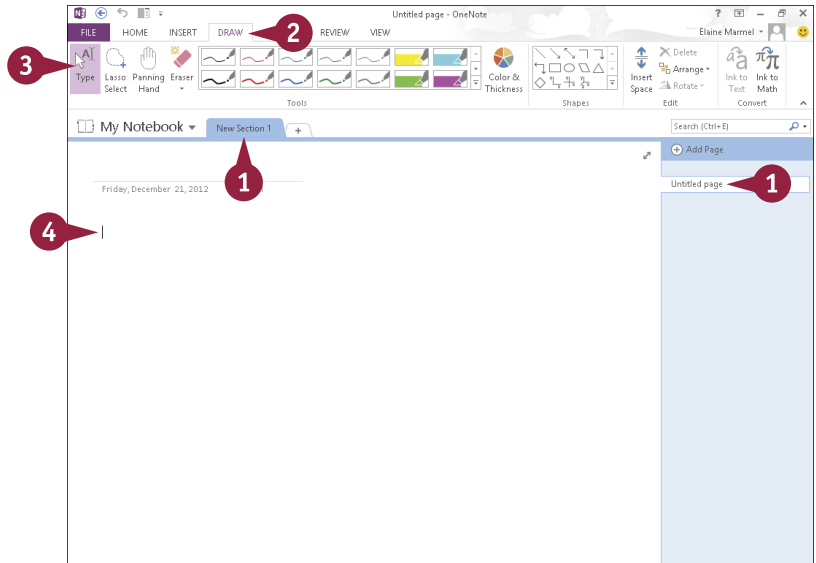 Untitled page - OneNote
FILE HOME INSERT DRAW 2 REVIEW VIEW Elaine Marmel
3
Type Lasso Select Panning Hand Eraser Color & Thickness Insert Space Delete Arrange Rotate Ink to Text Ink to Math
Tools Shapes Edit Convert
My Notebook New Section 1 + Search (Ctrl+E)
Add Page
1
Untitled page 1
Friday, December 21, 2012
4